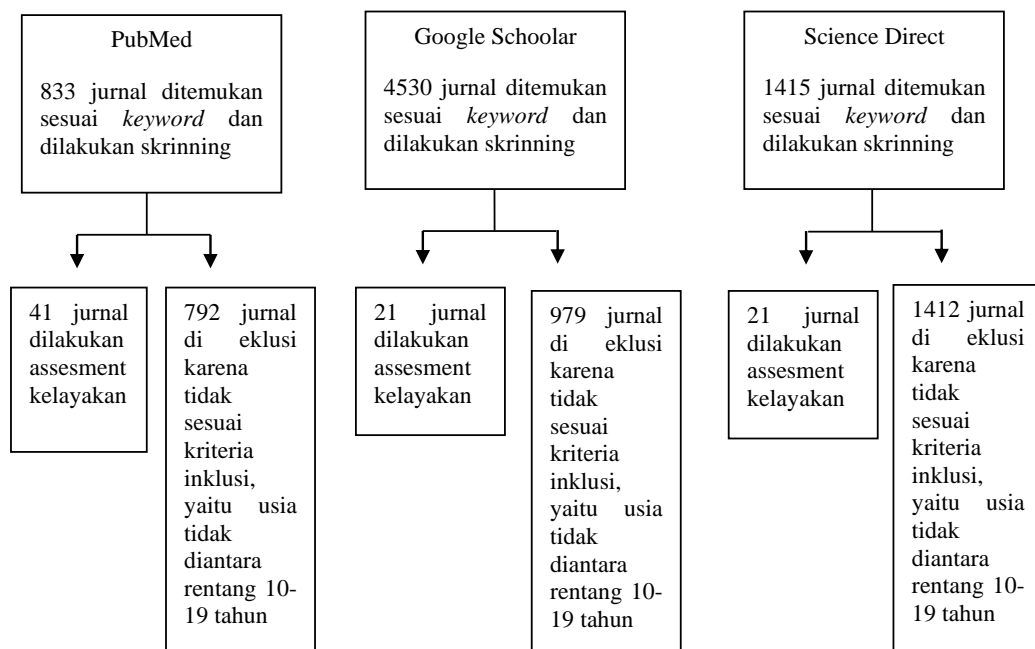 PubMed
833 jurnal ditemukan
sesuai keyword dan
dilakukan skrinning
Google Schoolar
4530 jurnal ditemukan
sesuai keyword dan
dilakukan skrinning
Science Direct
1415 jurnal ditemukan
sesuai keyword dan
dilakukan skrinning
41 jurnal
dilakukan
assesment
kelayakan
792 jurnal
di eklusi
karena
tidak
sesuai
kriteria
inklusi,
yaitu usia
tidak
diantara
rentang 10-
19 tahun
21 jurnal
dilakukan
assesment
kelayakan
979 jurnal
di eklusi
karena
tidak
sesuai
kriteria
inklusi,
yaitu usia
tidak
diantara
rentang 10-
19 tahun
21 jurnal
dilakukan
assesment
kelayakan
1412 jurnal
di eklusi
karena
tidak
sesuai
kriteria
inklusi,
yaitu usia
tidak
diantara
rentang 10-
19 tahun